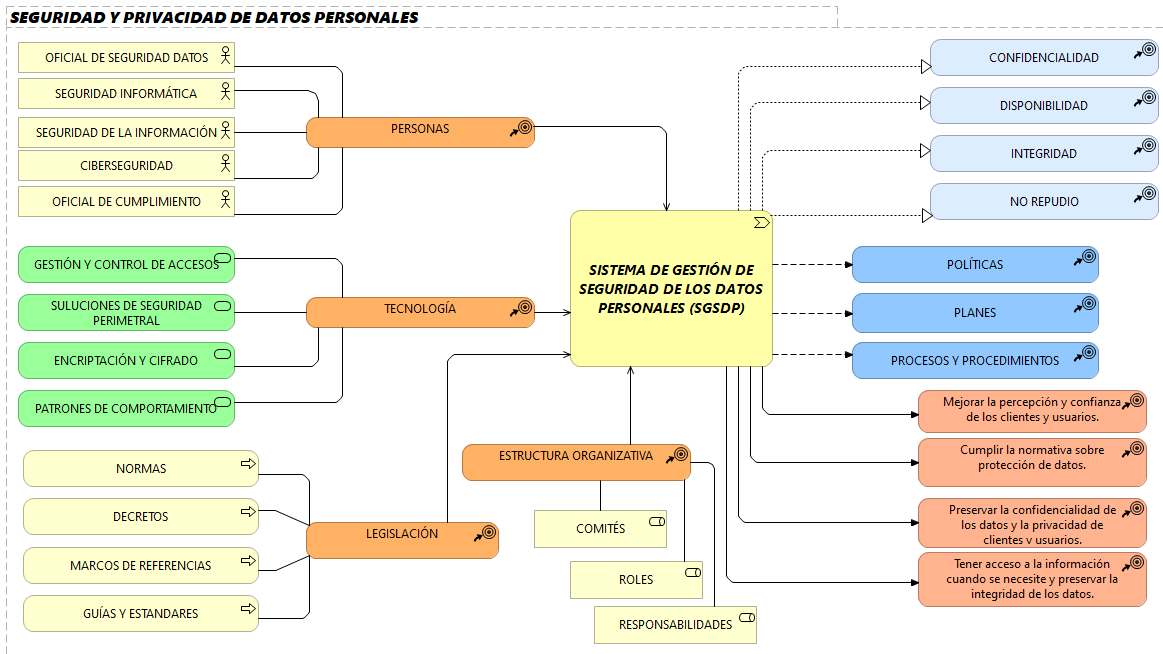 SEGURIDAD Y PRIVACIDAD DE DATOS PERSONALES
OFICIAL DE SEGURIDAD DATOS
SEGURIDAD INFORMÁTICA
SEGURIDAD DE LA INFORMACIÓN
CIBERSEGURIDAD
OFICIAL DE CUMPLIMIENTO
PERSONAS
GESTIÓN Y CONTROL DE ACCESOS
SULUCIONES DE SEGURIDAD
PERIMETRAL
ENCRIPTACIÓN Y CIFRADO
PATRONES DE COMPORTAMIENTO
TECNOLOGÍA
NORMAS
DECRETOS
MARCOS DE REFERENCIAS
GUÍAS Y ESTANDARES
LEGISLACIÓN
SISTEMA DE GESTIÓN DE
SEGURIDAD DE LOS DATOS
PERSONALES (SGSDP)
ESTRUCTURA ORGANIZATIVA
COMITÉS
ROLES
RESPONSABILIDADES
CONFIDENCIALIDAD
DISPONIBILIDAD
INTEGRIDAD
NO REPUDIO
POLÍTICAS
PLANES
PROCESOS Y PROCEDIMIENTOS
Mejorar la percepción y confianza
de los clientes y usuarios.
Cumplir la normativa sobre
protección de datos.
Preservar la confidencialidad de
los datos y la privacidad de
clientes y usuarios.
Tener acceso a la información
cuando se necesite y preservar la
integridad de los datos.